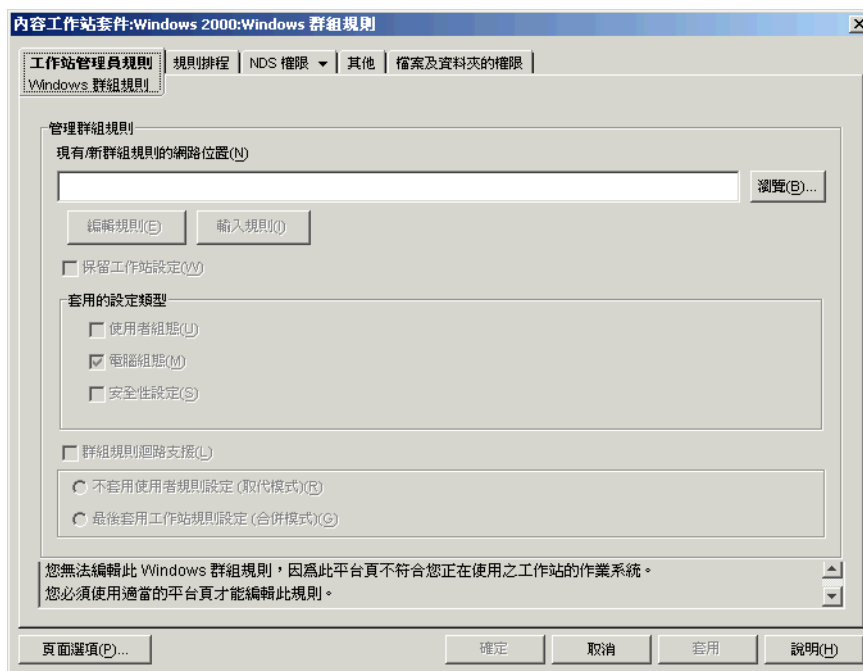 內容工作站套件:Windows 2000:Windows 群組規則
工作站管理員規則 規則排程 NDS 權限 其他 檔案及資料夾的權限
Windows 群組規則
管理群組規則
現有/新群組規則的網路位置(N)
瀏覽(B)...
編輯規則(E) 輸入規則(I)
保留工作站設定(W)
套用的設定類型
使用者組態(U)
電腦組態(M)
安全性設定(S)
群組規則迴路支援(L)
不套用使用者規則設定 (取代模式)(R)
最後套用工作站規則設定 (合併模式)(G)
您無法編輯此 Windows 群組規則，因為此平台頁不符合您正在使用之工作站的作業系統。
您必須使用適當的平台頁才能編輯此規則。
頁面選項(P)... 確定 取消 套用 說明(H)